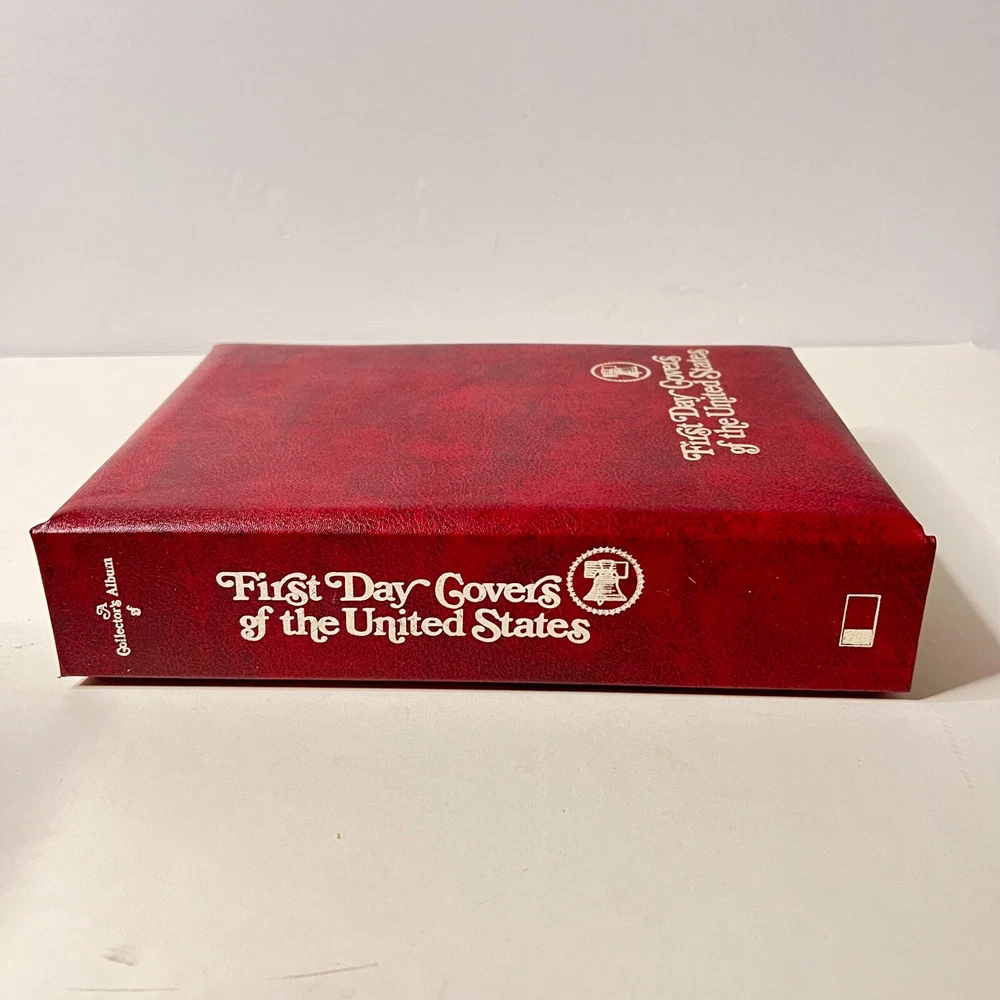 First Day Covers
of the United States
A
Collector's Album
of
First Day Covers
of the United States